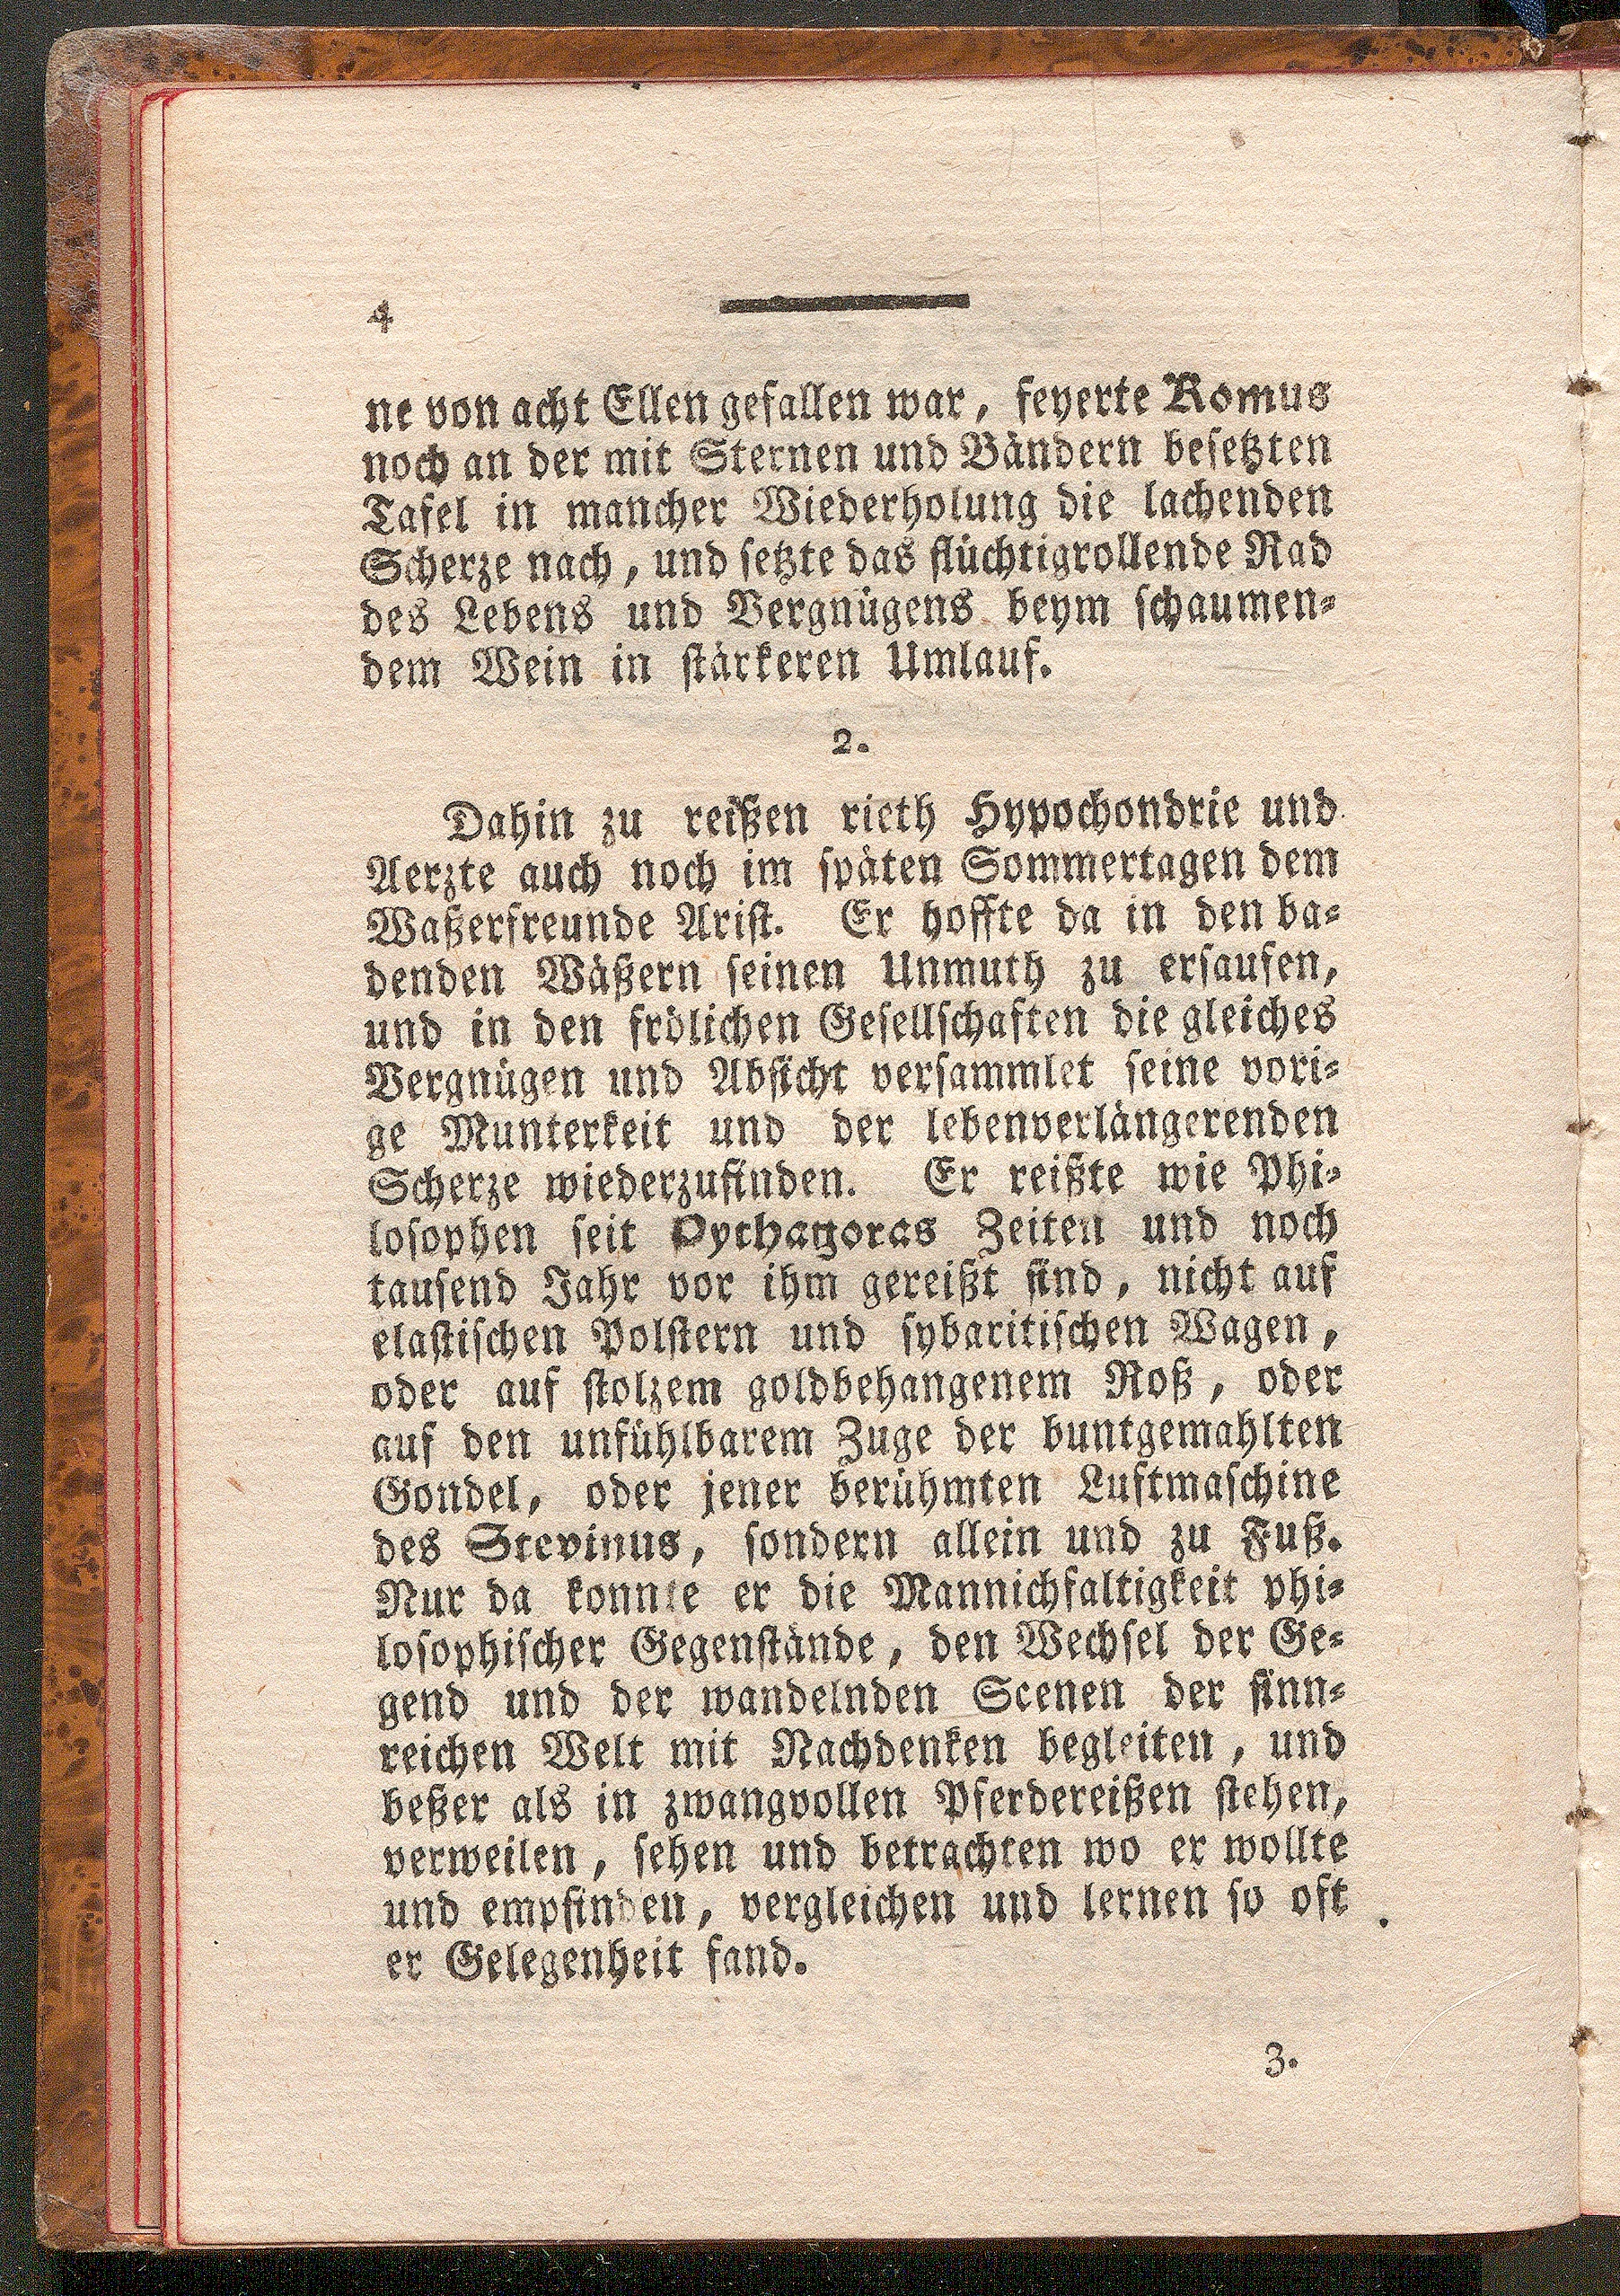 4
ne von acht Ellen gefallen war, feyerte Komus
noch an der mit Sternen und Bändern besetzten
Tafel in mancher Wiederholung die lachenden
Scherze nach, und setzte das flüchtigrollende Rad
des Lebens und Vergnügens beym schaumen-
dem Wein in stärkeren Umlauf.
2.
Dahin zu reißen rieth Hypochondrie und
Aerzte auch noch im späten Sommertagen dem
Waßerfreunde Arist. Er hoffte da in den ba-
denden Wäßern seinen Unmuth zu ersaufen,
und in den frölichen Gesellschaften die gleiches
Vergnügen und Absicht versammlet seine vori-
ge Munterkeit und der lebenverlängerenden
Scherze wiederzufinden. Er reißte wie Phi-
losophen seit Pythagoras Zeiten und noch
tausend Jahr vor ihm gereißt sind, nicht auf
elastischen Polstern und sybaritischen Wagen,
oder auf stolzem goldbehangenem Roß, oder
auf den unfühlbarem Zuge der buntgemahlten
Gondel, oder jener berühmten Luftmaschine
des Stevinus, sondern allein und zu Fuß.
Nur da konnte er die Mannichfaltigkeit phi-
losophischer Gegenstände, den Wechsel der Ge-
gend und der wandelnden Scenen der sinn-
reichen Welt mit Nachdenken begleiten, und
beßer als in zwangvollen Pferdereißen stehen,
verweilen, sehen und betrachten wo er wollte
und empfinden, vergleichen und lernen so oft
er Gelegenheit fand.
3.